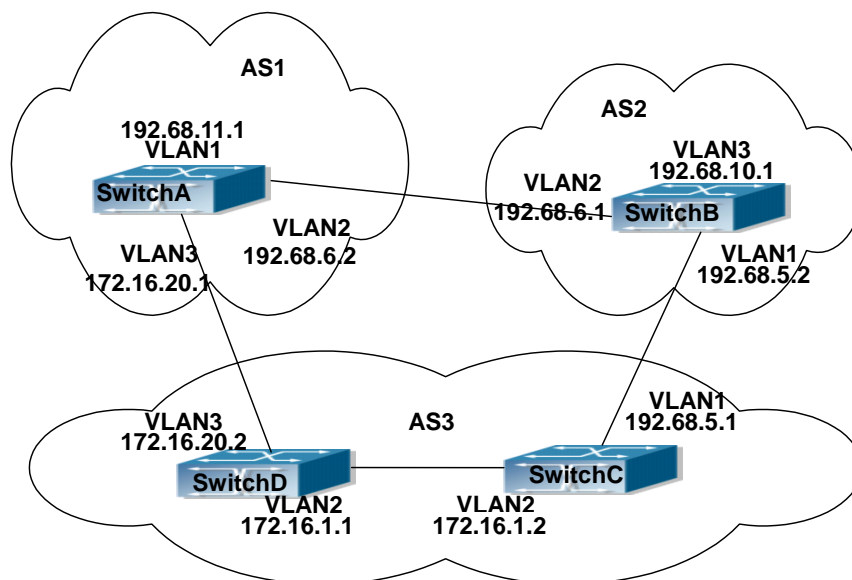 AS1
192.68.11.1
VLAN1
SwitchA
VLAN3
172.16.20.1
VLAN2
192.68.6.2
AS2
VLAN3
192.68.10.1
VLAN2
192.68.6.1
SwitchB
VLAN1
192.68.5.2
AS3
VLAN3
172.16.20.2
SwitchD
VLAN2
172.16.1.1
VLAN1
192.68.5.1
SwitchC
VLAN2
172.16.1.2